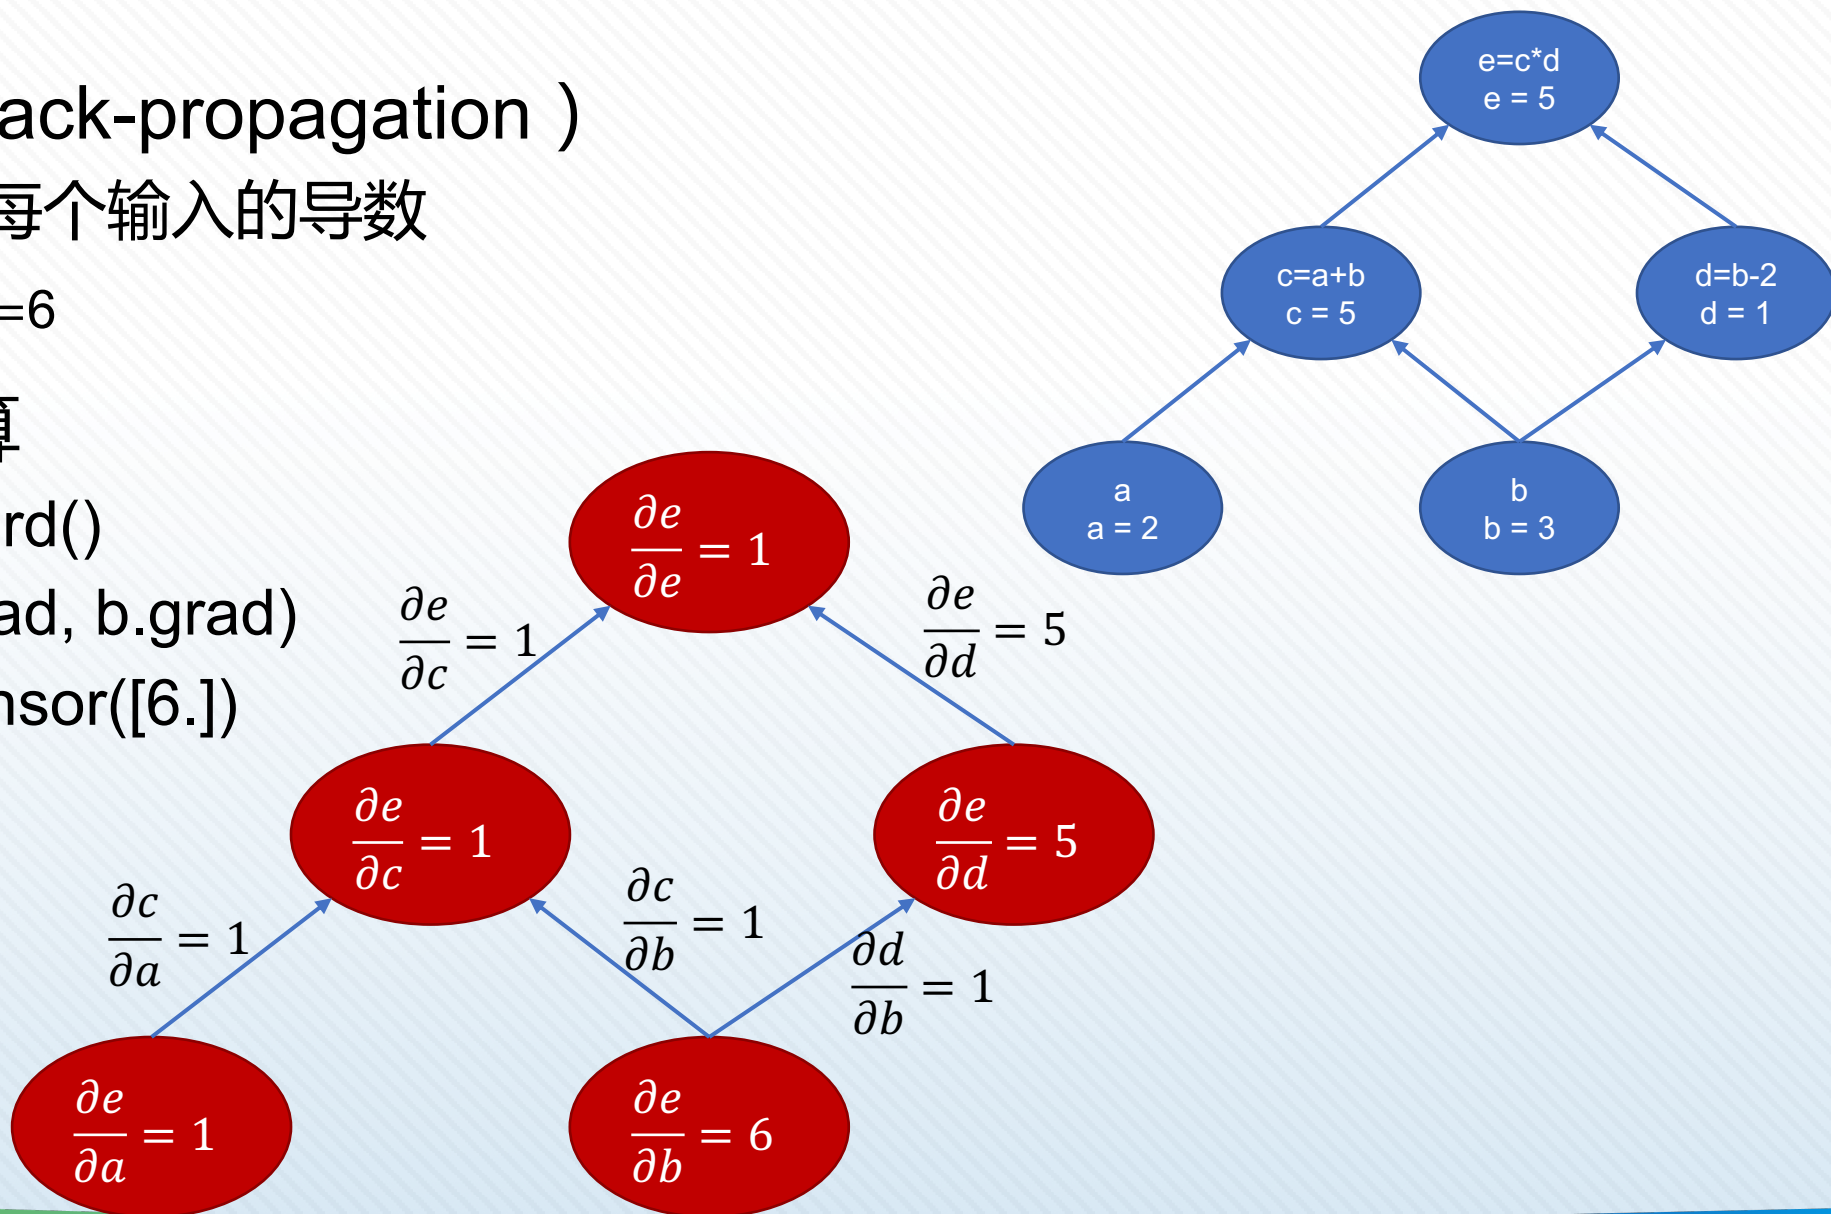 ack-propagation )
每个输入的导数
=6
算
rd()
ad, b.grad)
nsor([6.])
e=c*d
e = 5
c=a+b
c = 5
d=b-2
d = 1
a
a = 2
b
b = 3
∂e/∂e = 1
∂e/∂c = 1
∂e/∂d = 5
∂e/∂c = 1
∂e/∂d = 5
∂c/∂a = 1
∂c/∂b = 1
∂d/∂b = 1
∂e/∂a = 1
∂e/∂b = 6